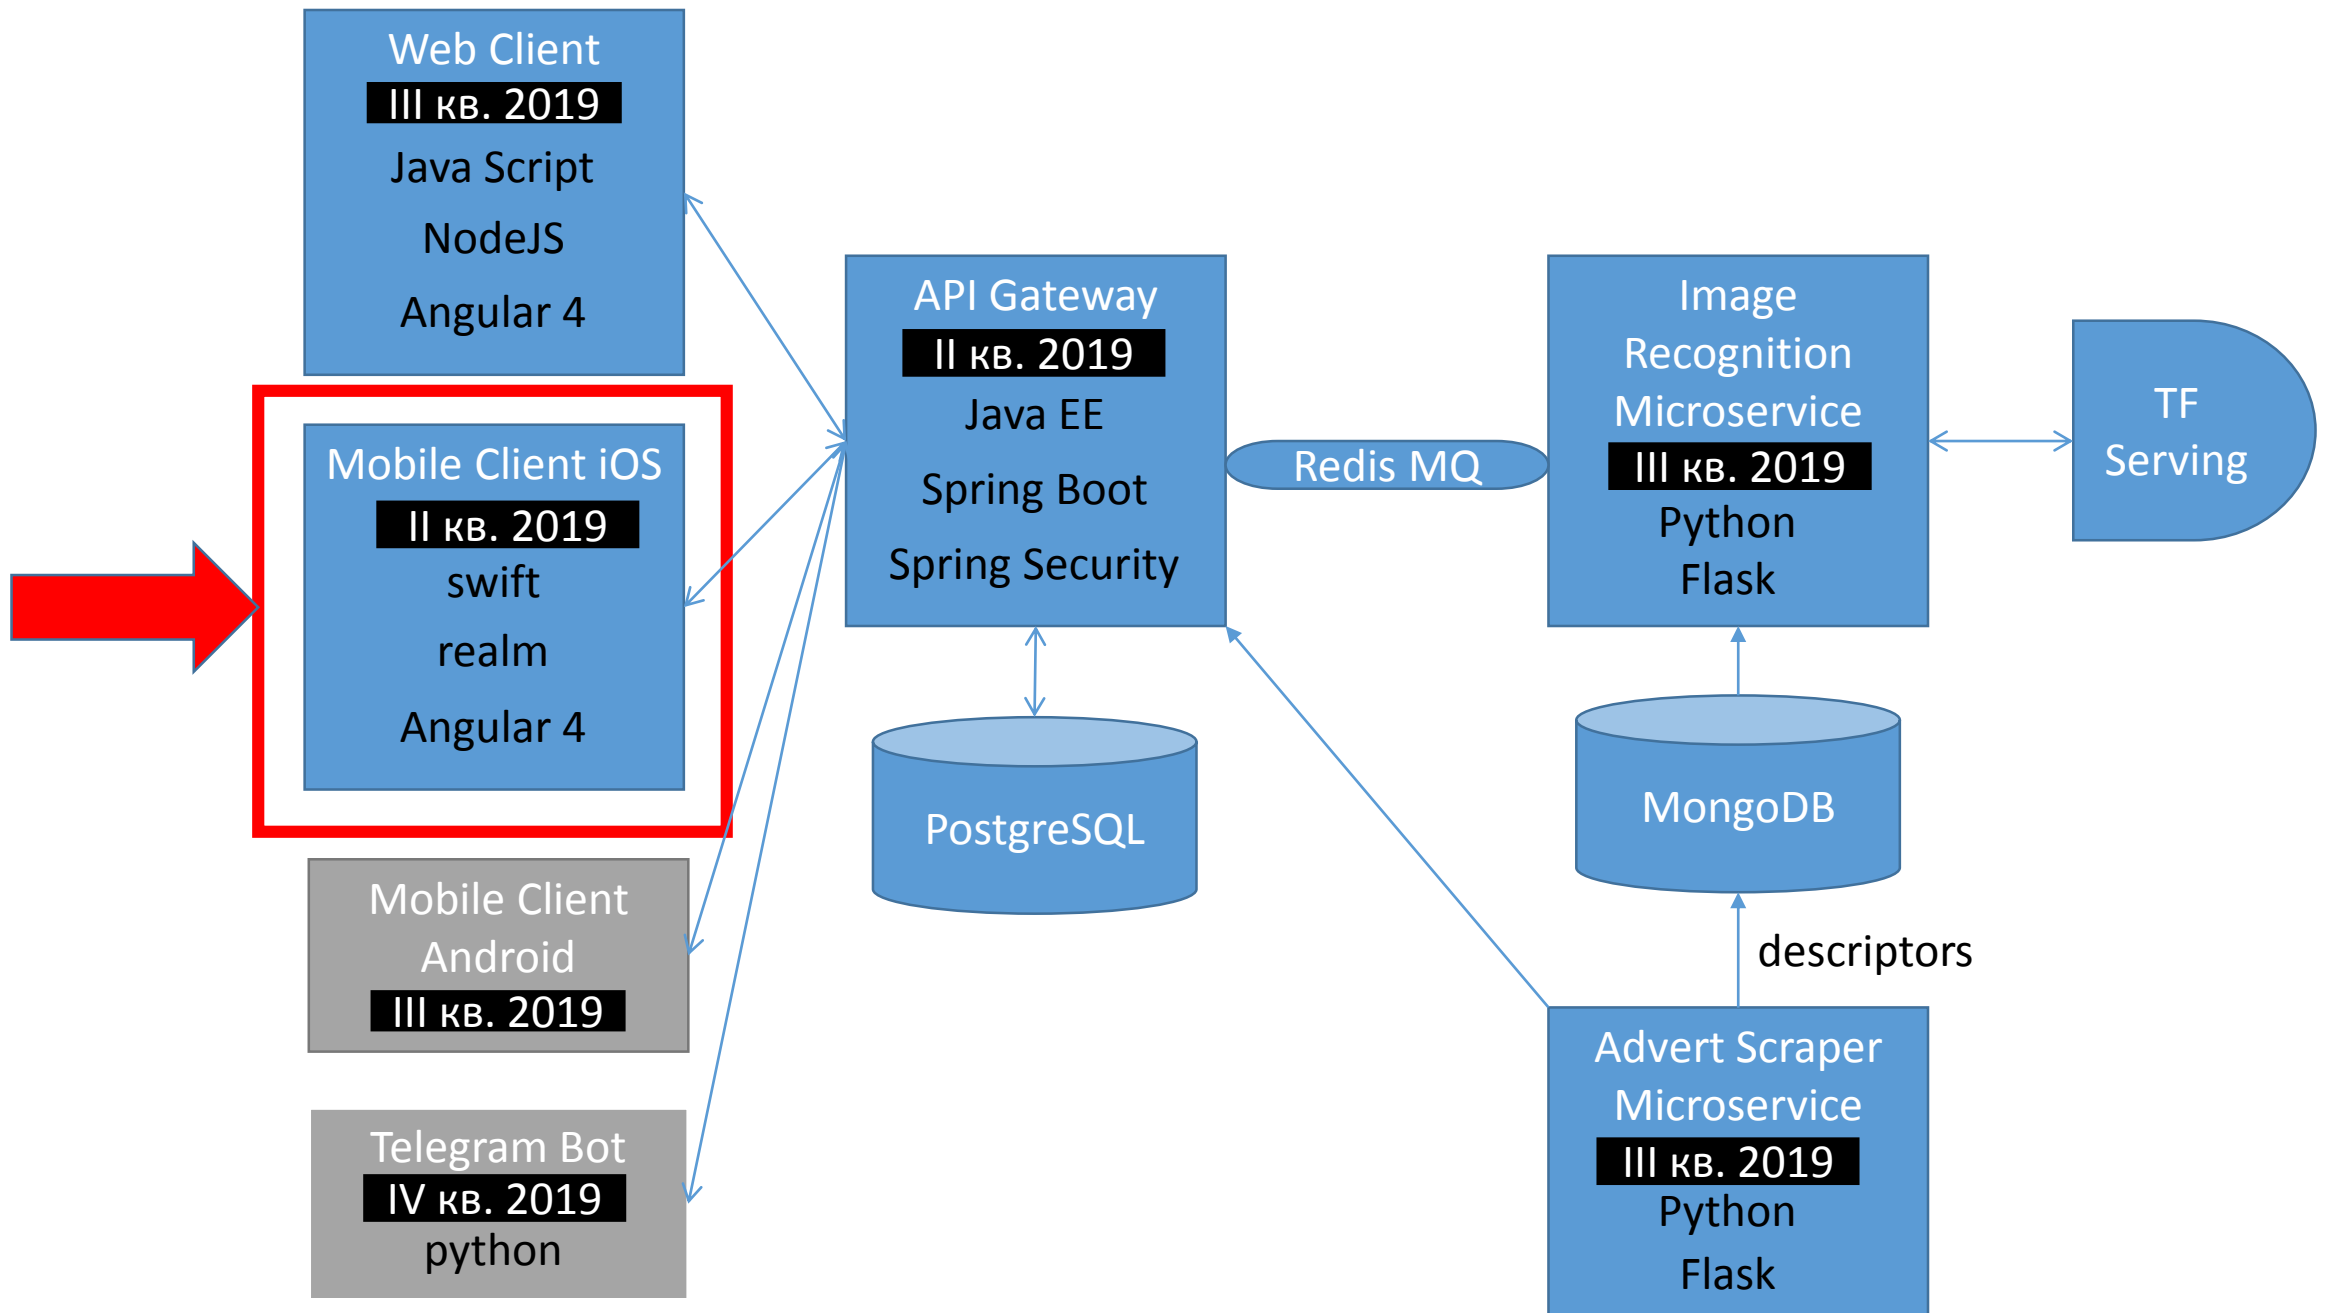 Web Client
III кв. 2019
Java Script
NodeJS
Angular 4
Mobile Client iOS
II кв. 2019
swift
realm
Angular 4
Mobile Client
Android
III кв. 2019
Telegram Bot
IV кв. 2019
python
API Gateway
II кв. 2019
Java EE
Spring Boot
Spring Security
PostgreSQL
Redis MQ
Image
Recognition
Microservice
III кв. 2019
Python
Flask
TF
Serving
MongoDB
descriptors
Advert Scraper
Microservice
III кв. 2019
Python
Flask